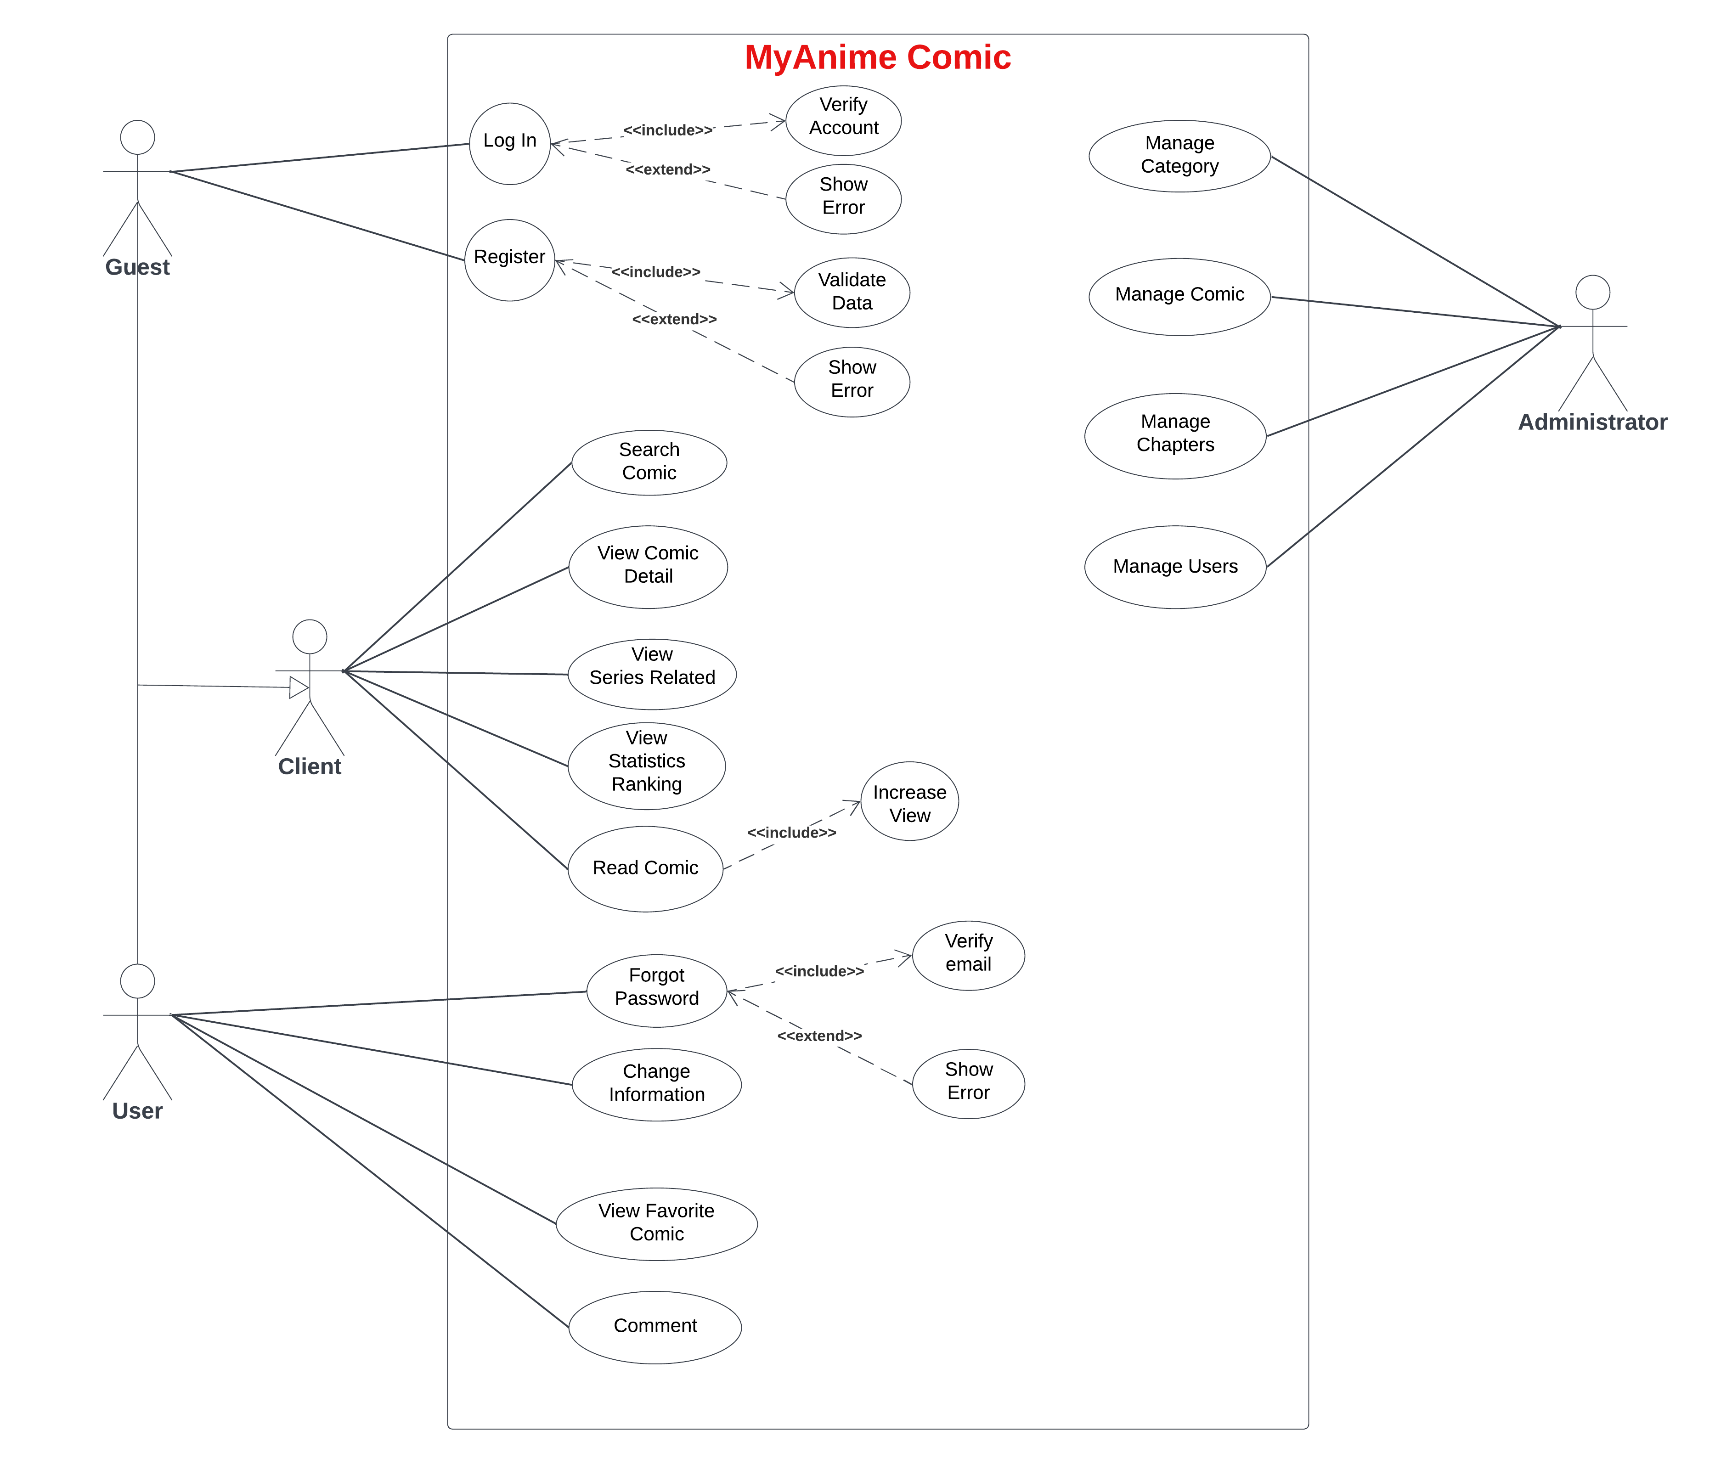 MyAnime Comic
Guest
Log In
<<include>>
Verify
Account
<<extend>>
Show
Error
Register
<<include>>
Validate
Data
<<extend>>
Show
Error
Client
Search
Comic
View Comic
Detail
View
Series Related
View
Statistics
Ranking
Read Comic
<<include>>
Increase
View
User
Forgot
Password
<<include>>
Verify
email
<<extend>>
Show
Error
Change
Information
View Favorite
Comic
Comment
Manage
Category
Manage Comic
Manage
Chapters
Manage Users
Administrator